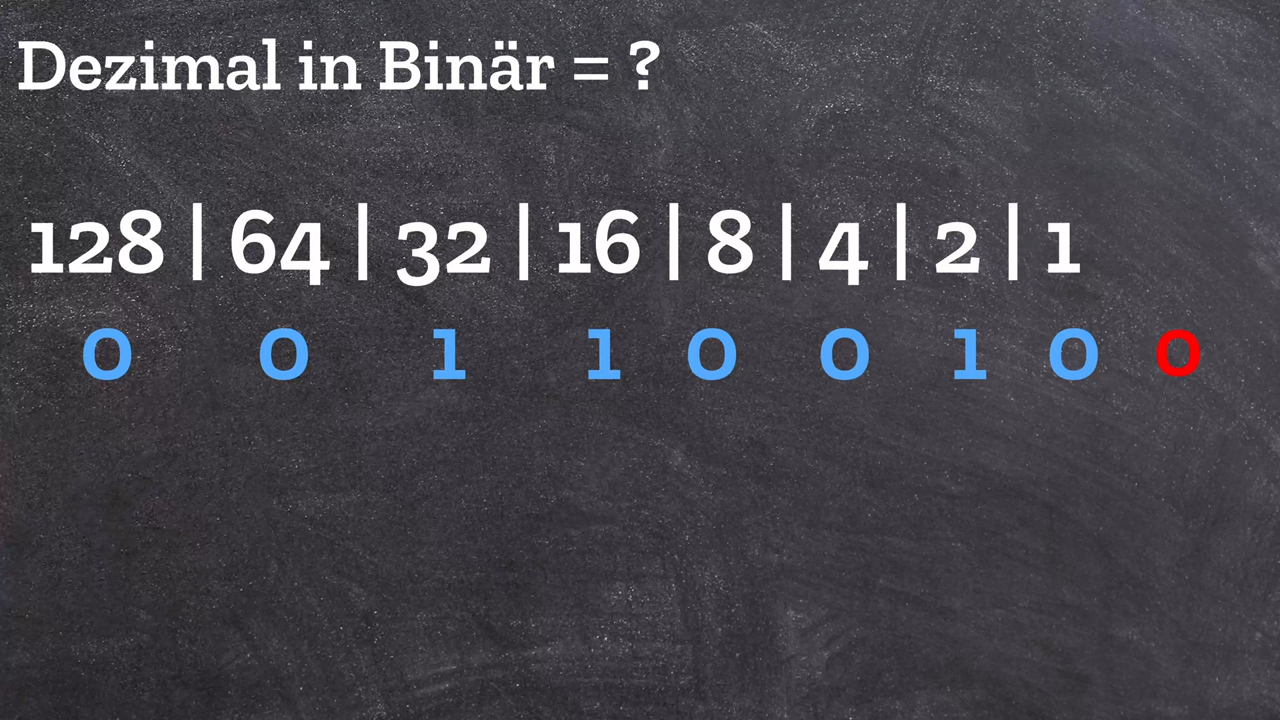 Dezimal in Binär = ?
128 | 64 | 32 | 16 | 8 | 4 | 2 | 1
0 0 1 1 0 0 1 0 0